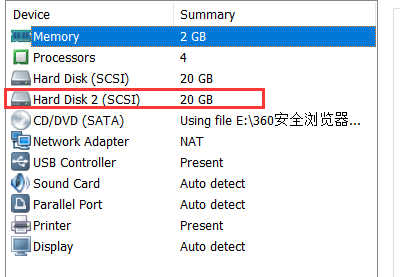 Device Summary
Memory 2 GB
Processors 4
Hard Disk (SCSI) 20 GB
Hard Disk 2 (SCSI) 20 GB
CD/DVD (SATA) Using file E:\360安全浏览器...
Network Adapter NAT
USB Controller Present
Sound Card Auto detect
Parallel Port Auto detect
Printer Present
Display Auto detect